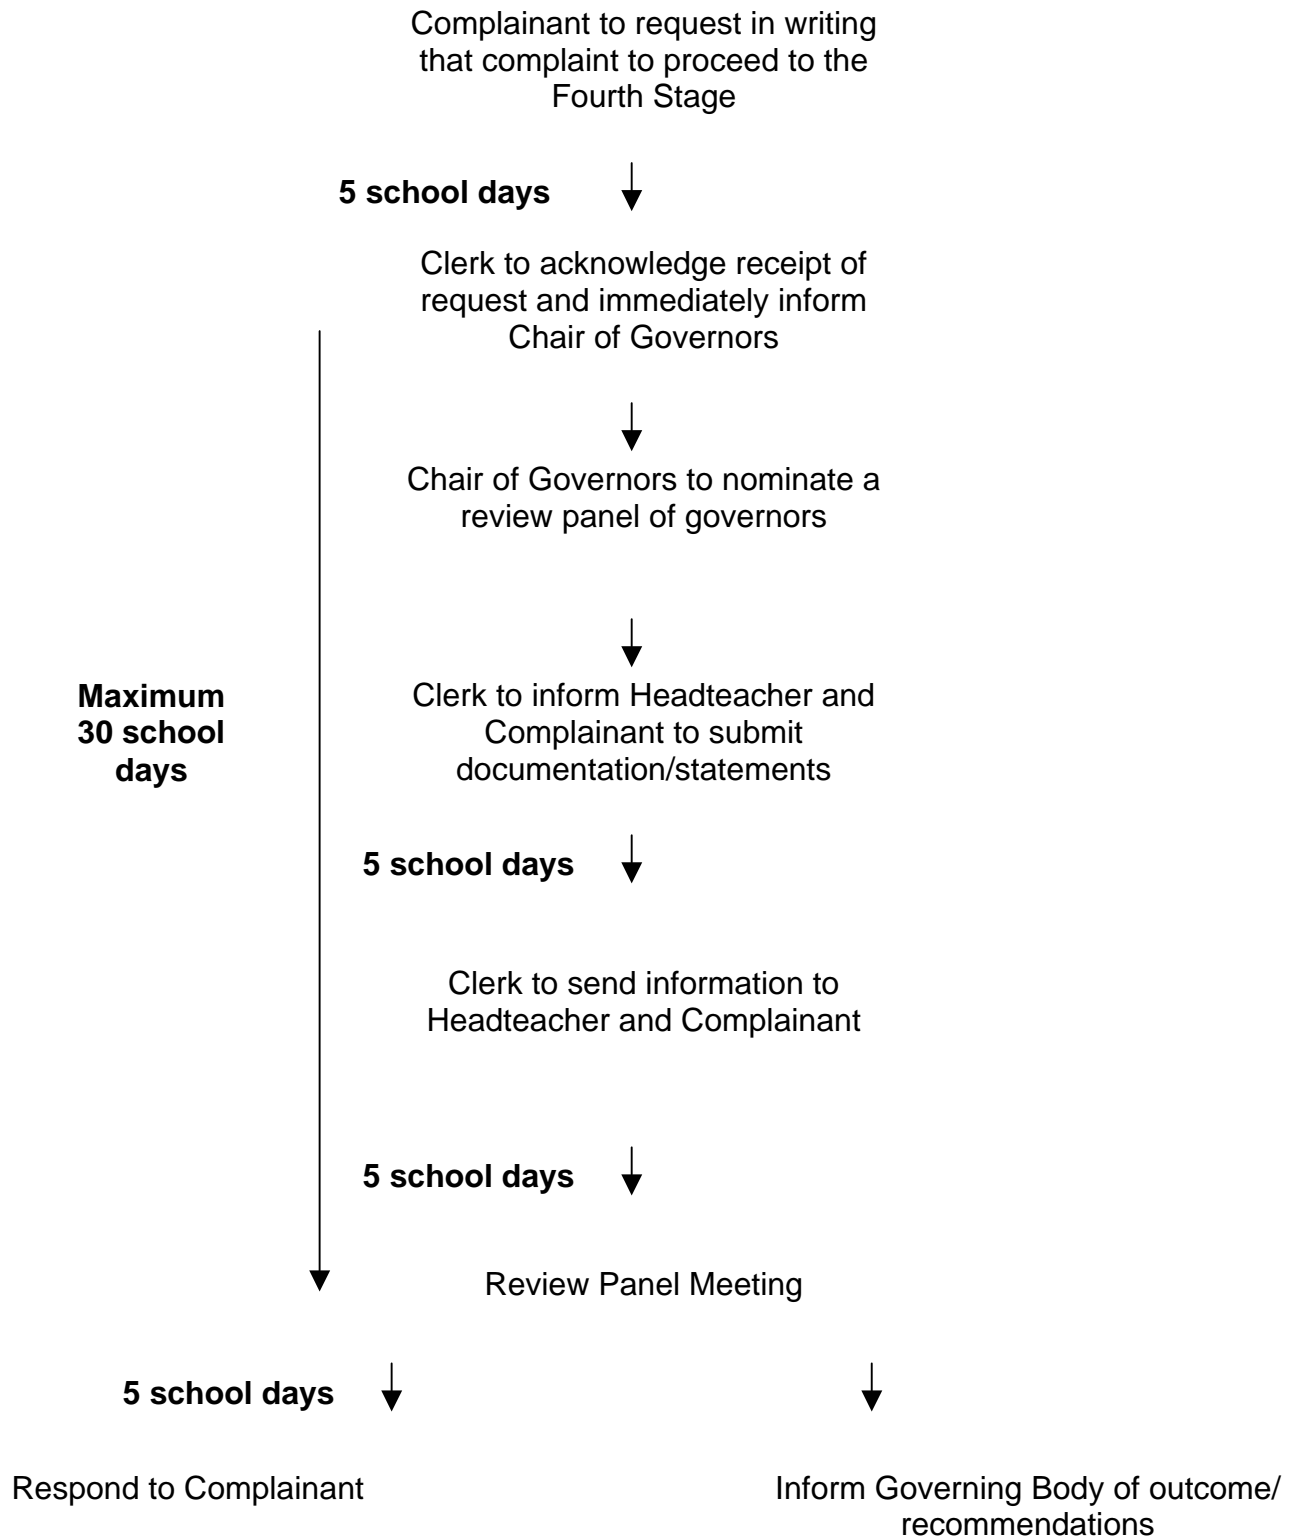 Complainant to request in writing
that complaint to proceed to the
Fourth Stage
5 school days
Clerk to acknowledge receipt of
request and immediately inform
Chair of Governors
Chair of Governors to nominate a
review panel of governors
Maximum
30 school
days
Clerk to inform Headteacher and
Complainant to submit
documentation/statements
5 school days
Clerk to send information to
Headteacher and Complainant
5 school days
Review Panel Meeting
5 school days
Respond to Complainant
Inform Governing Body of outcome/
recommendations